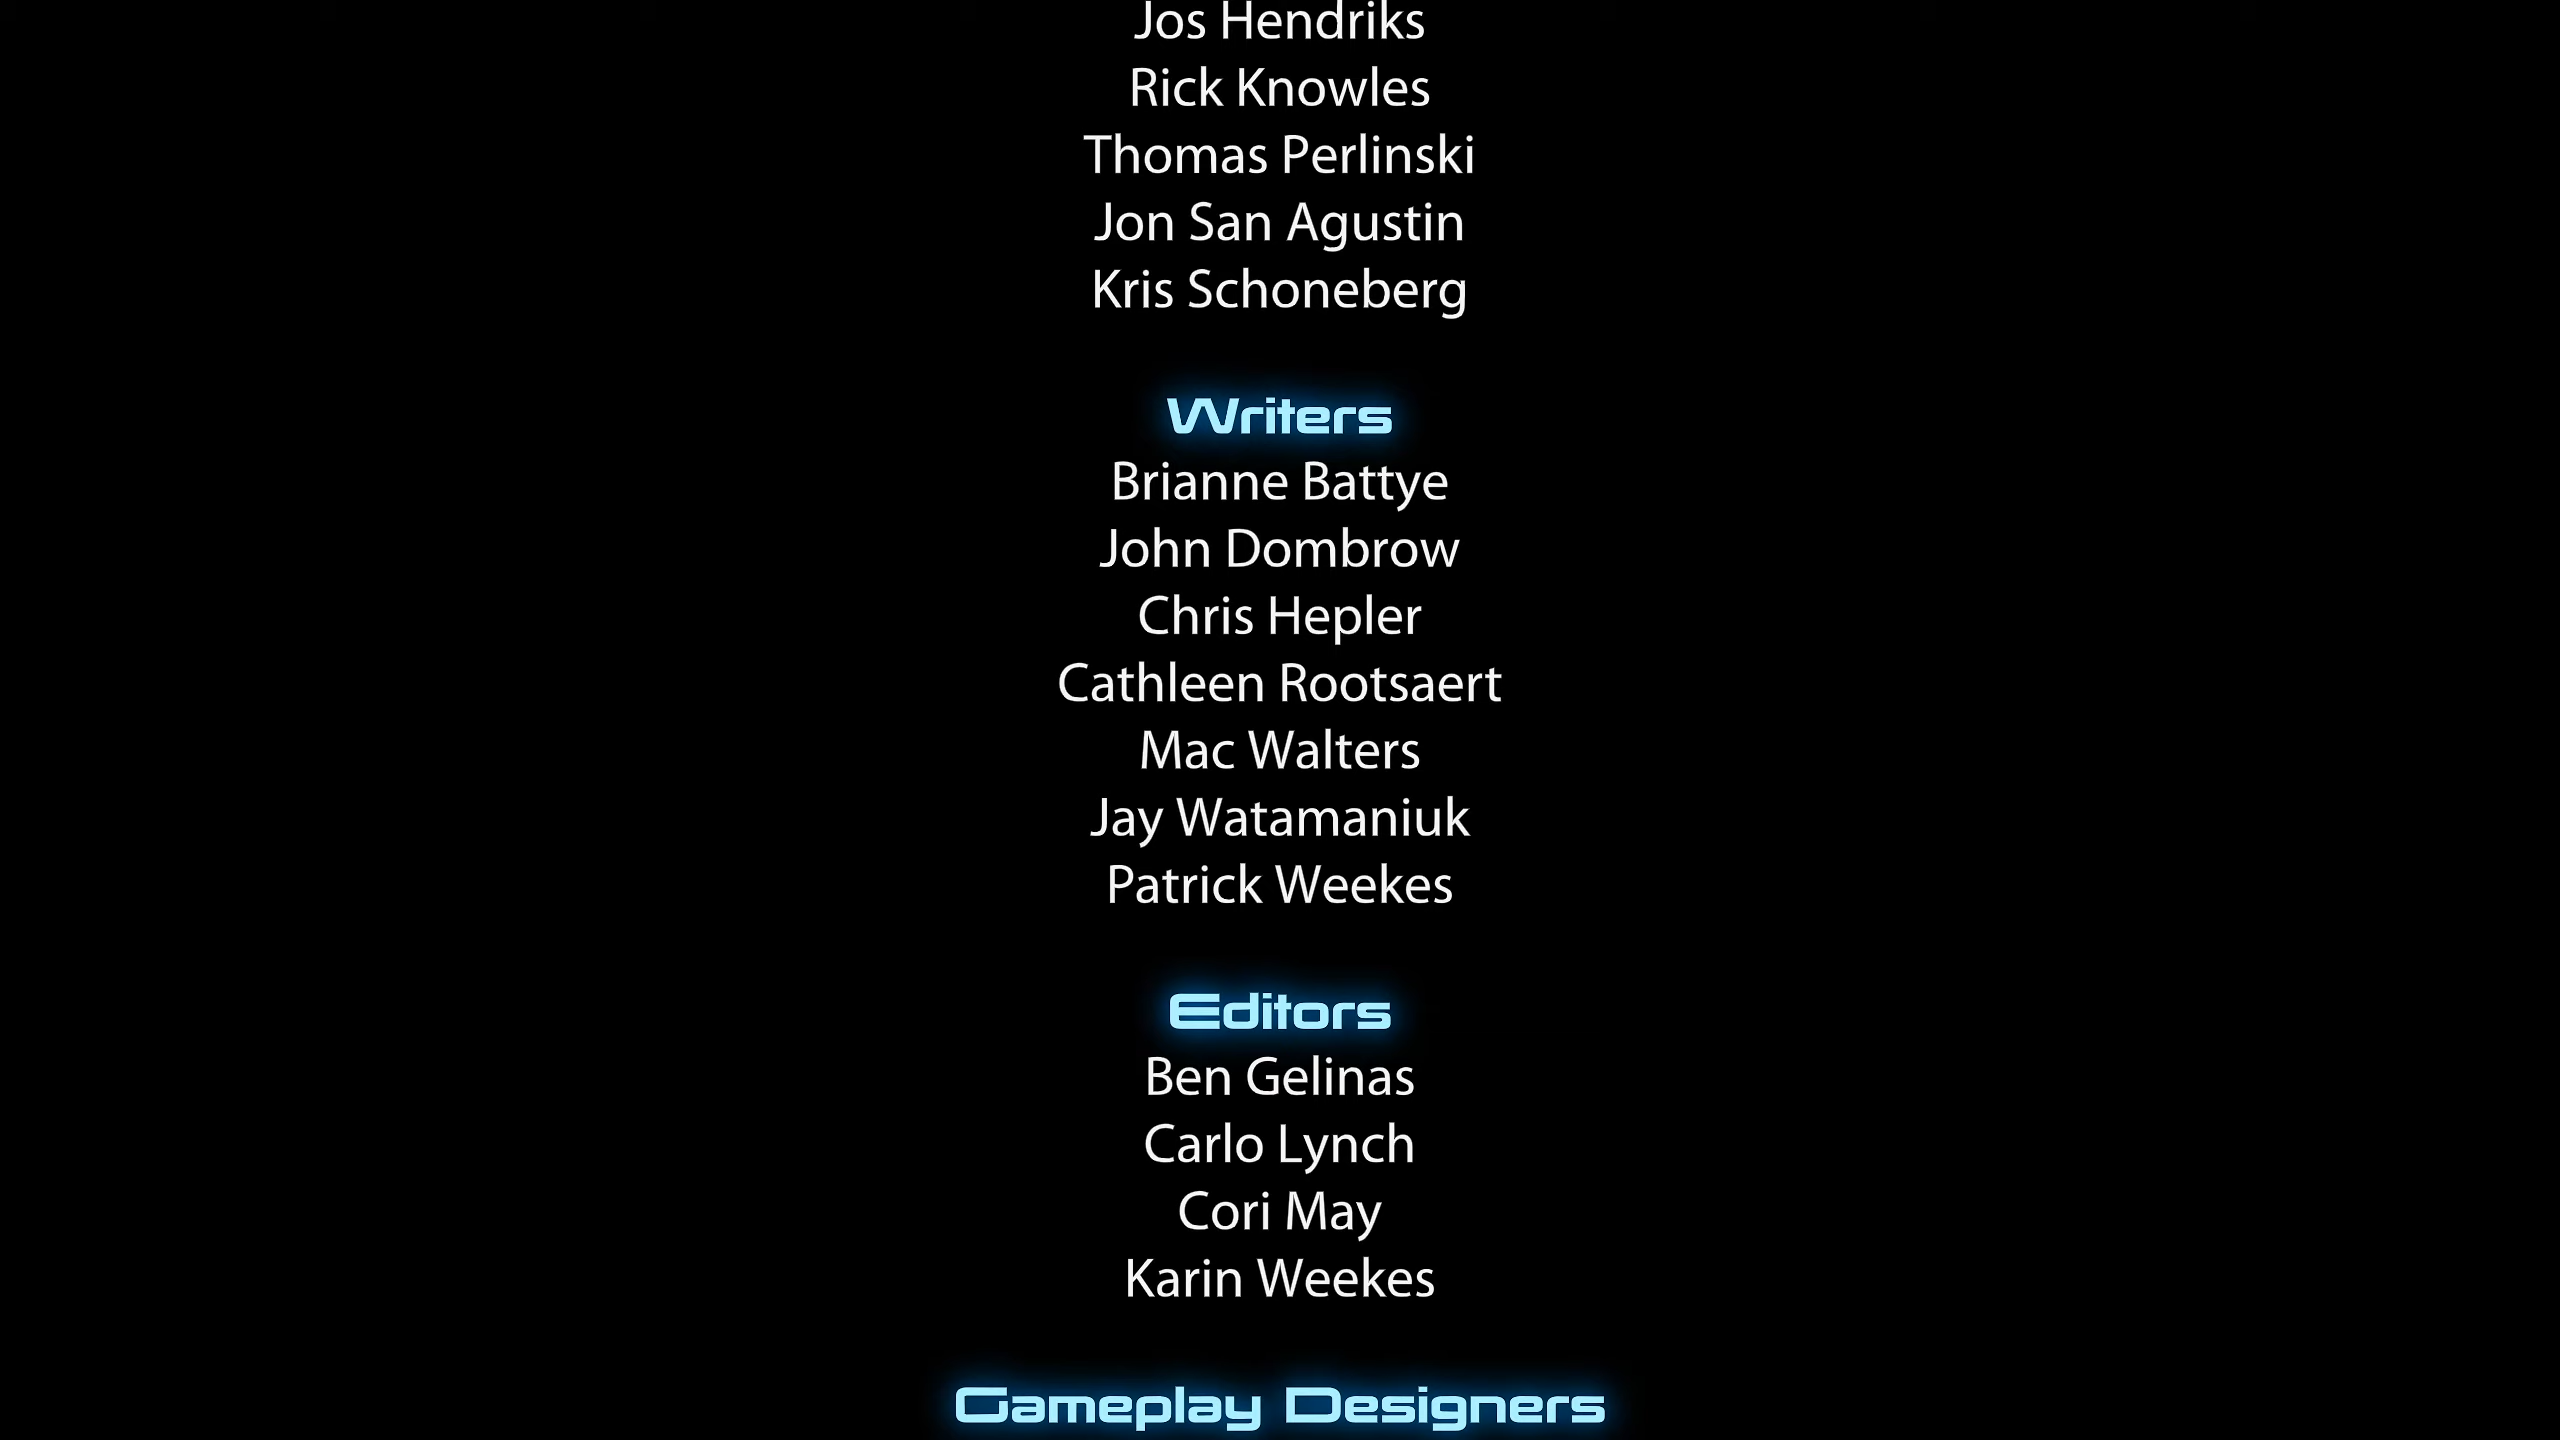 Jos Hendriks
Rick Knowles
Thomas Perlinski
Jon San Agustin
Kris Schoneberg
Writers
Brianne Battye
John Dombrow
Chris Hepler
Cathleen Rootsaert
Mac Walters
Jay Watamaniuk
Patrick Weekes
Editors
Ben Gelinas
Carlo Lynch
Cori May
Karin Weekes
Gameplay Designers